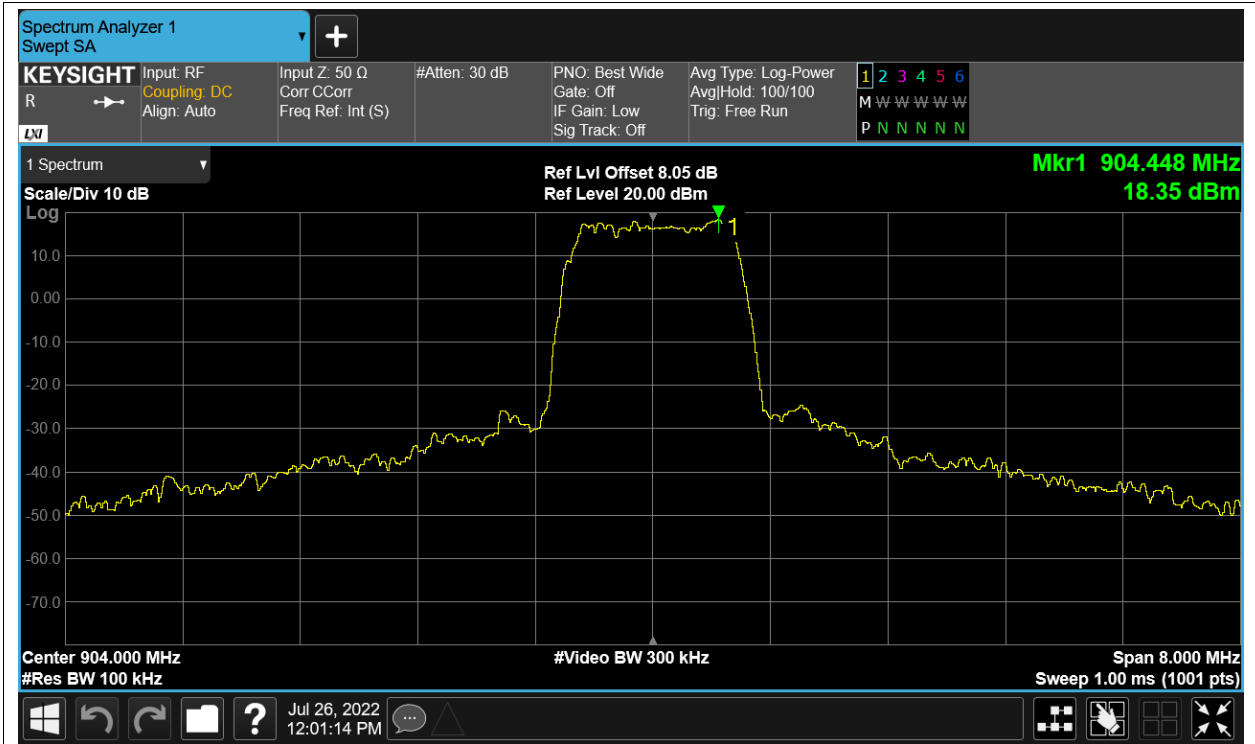 Spectrum Analyzer 1
Swept SA
KEYSIGHT
R
LXI
Input: RF
Coupling: DC
Align: Auto
Input Z: 50 Ω
Corr CCorr
Freq Ref: Int (S)
#Atten: 30 dB
PNO: Best Wide
Gate: Off
IF Gain: Low
Sig Track: Off
Avg Type: Log-Power
Avg|Hold: 100/100
Trig: Free Run
1 2 3 4 5 6
M W W W W W
P N N N N N
1 Spectrum
Scale/Div 10 dB
Log
Ref Lvl Offset 8.05 dB
Ref Level 20.00 dBm
Mkr1 904.448 MHz
18.35 dBm
1
10.0
0.00
-10.0
-20.0
-30.0
-40.0
-50.0
-60.0
-70.0
Center 904.000 MHz
#Res BW 100 kHz
#Video BW 300 kHz
Span 8.000 MHz
Sweep 1.00 ms (1001 pts)
?
Jul 26, 2022
12:01:14 PM